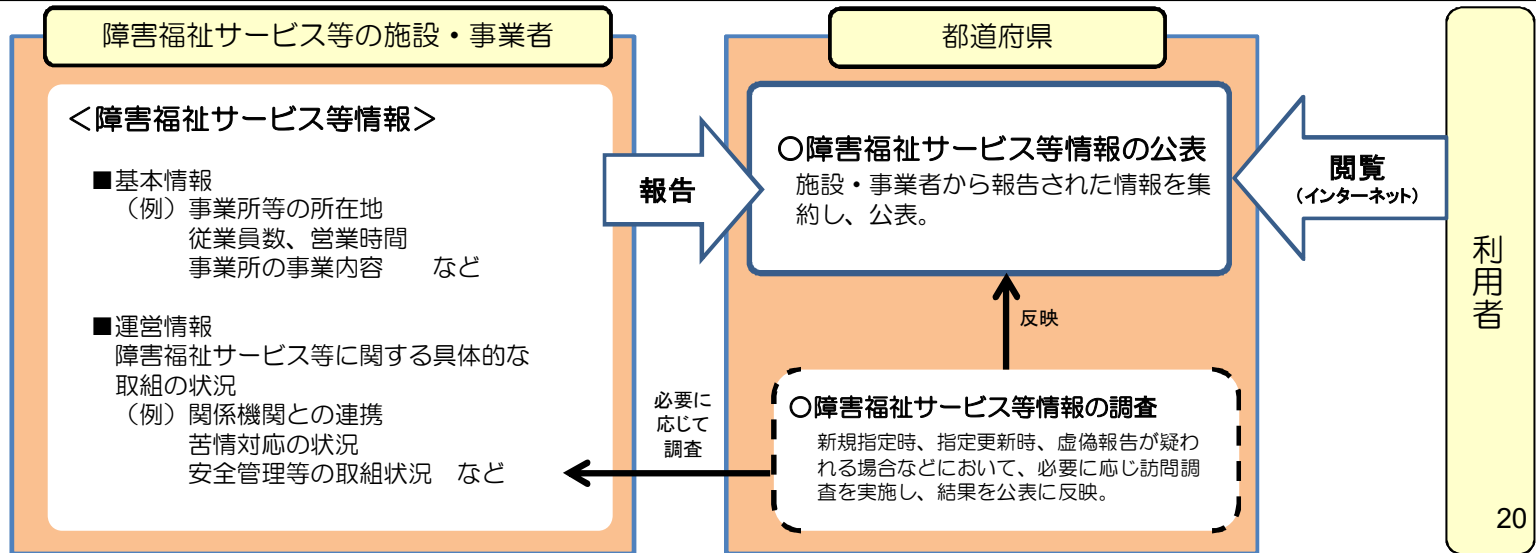 障害福祉サービス等の施設・事業者
＜障害福祉サービス等情報＞
■基本情報
（例）事業所等の所在地
従業員数、営業時間
事業所の事業内容　　など
■運営情報
障害福祉サービス等に関する具体的な
取組の状況
（例）関係機関との連携
苦情対応の状況
安全管理等の取組状況　など
報告
必要に
応じて
調査
都道府県
○障害福祉サービス等情報の公表
施設・事業者から報告された情報を集
約し、公表。
反映
○障害福祉サービス等情報の調査
新規指定時、指定更新時、虚偽報告が疑わ
れる場合などにおいて、必要に応じ訪問調
査を実施し、結果を公表に反映。
閲覧
（インターネット）
利用者
20